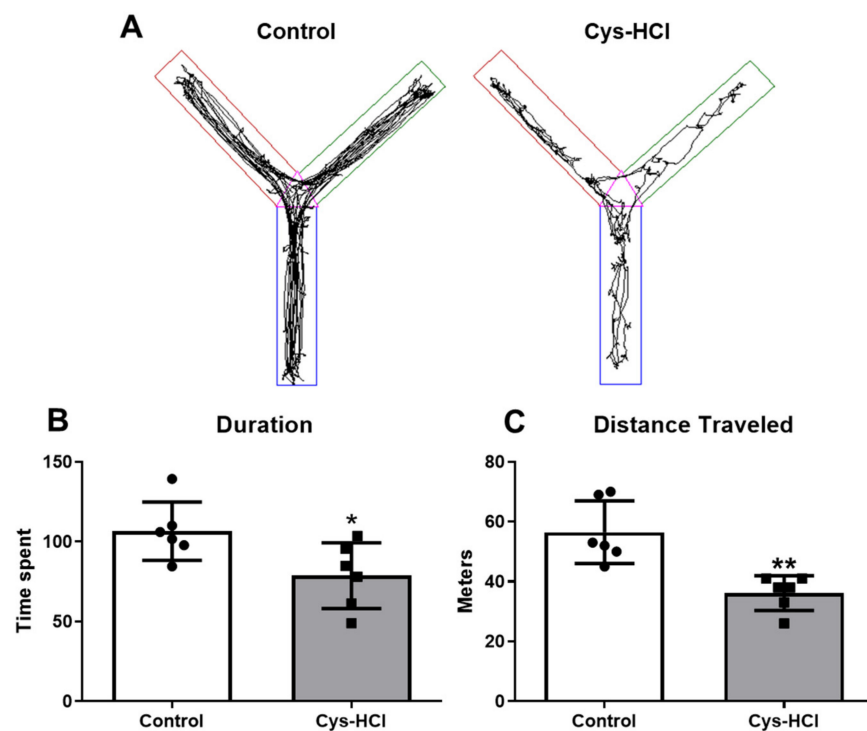 A
Control
Cys-HCl
B
Duration
Time spent
150
100
50
0
*
Control
Cys-HCl
C
Distance Traveled
Meters
80
60
40
20
0
**
Control
Cys-HCl